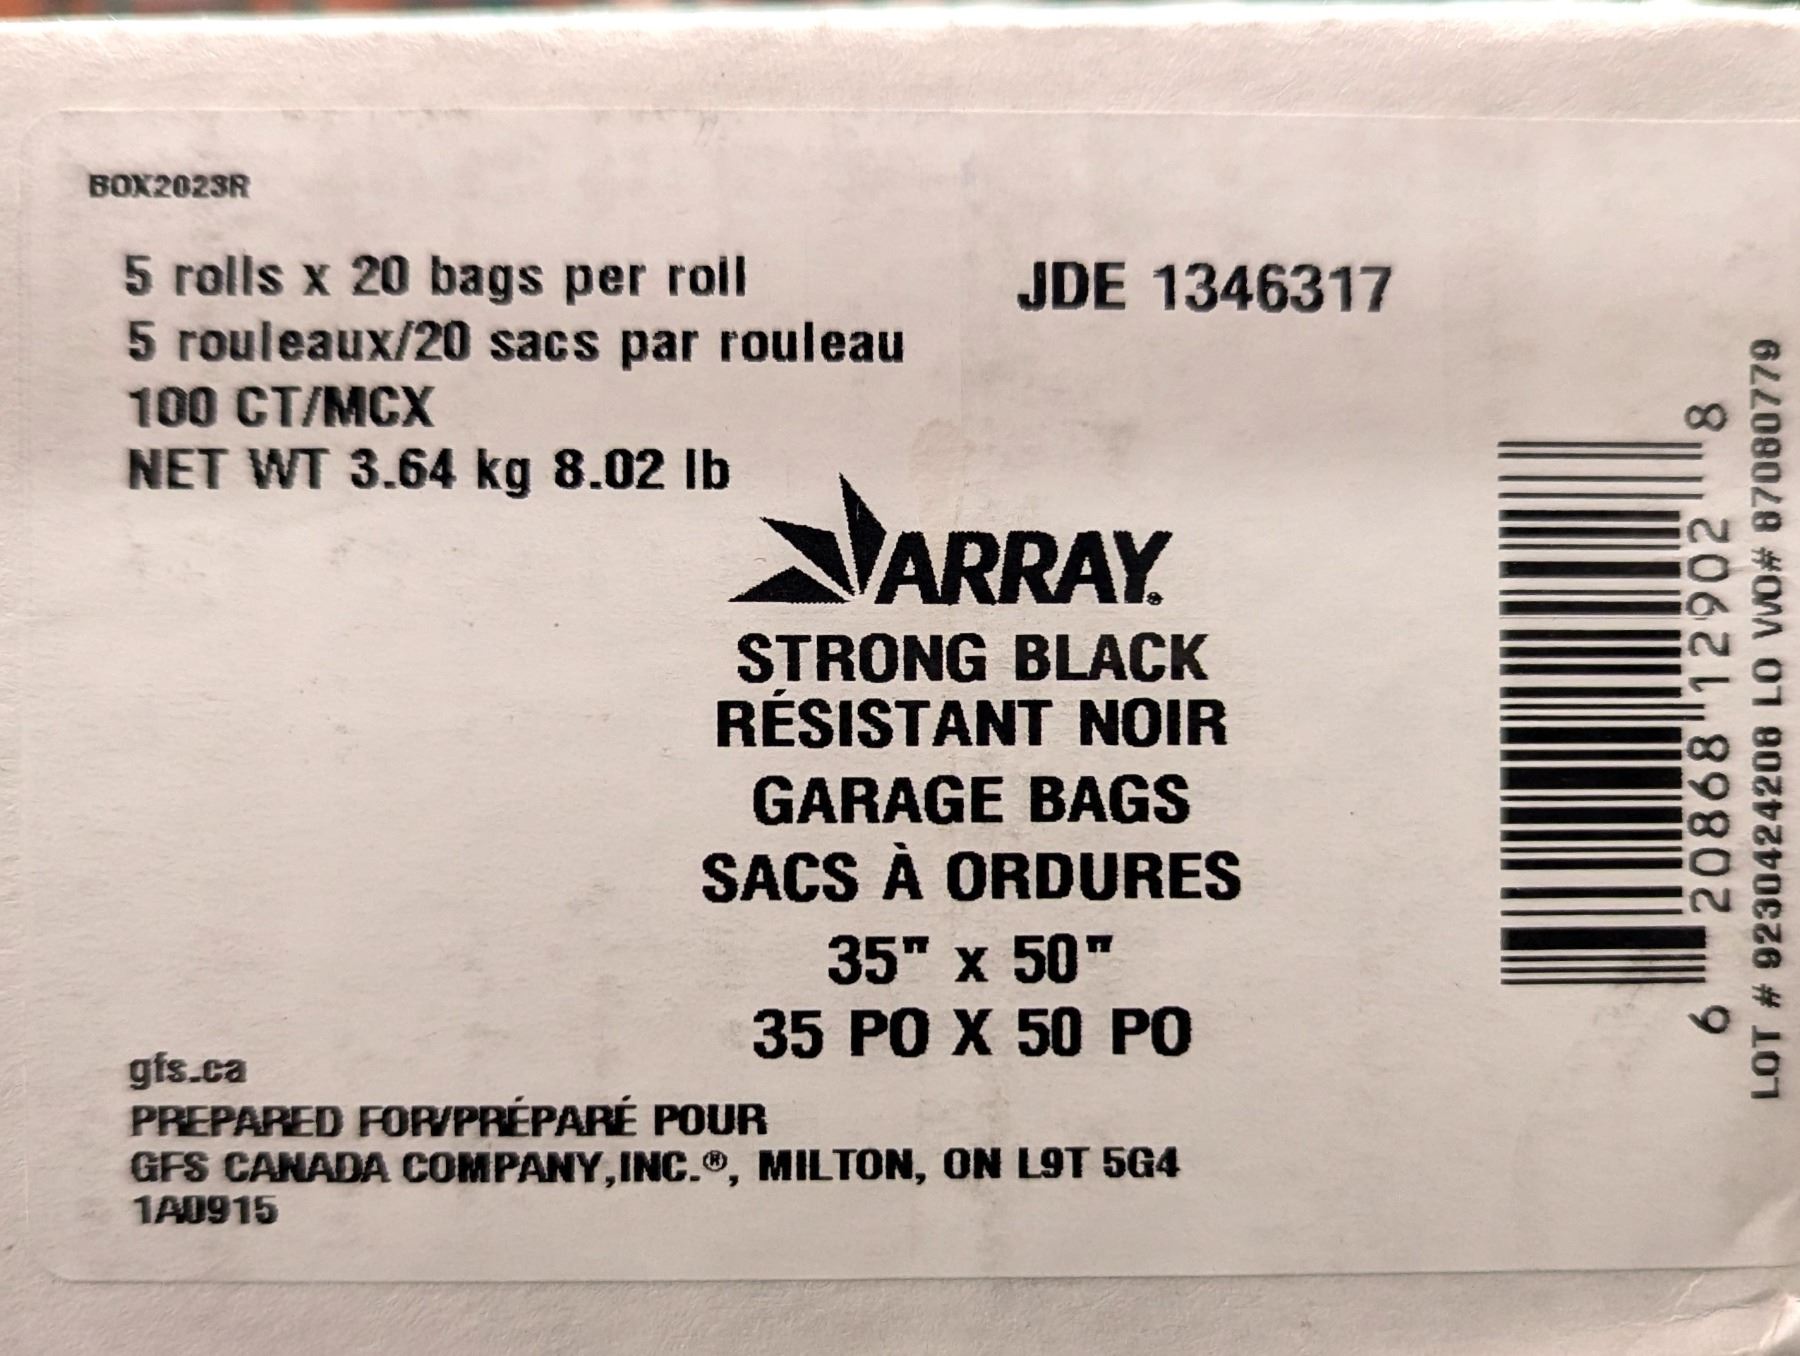 BOX2023R
5 rolls x 20 bags per roll
JDE 1346317
5 rouleaux/20 sacs par rouleau
100 CT/MCX
NET WT 3.64 kg 8.02 lb
ARRAY®
STRONG BLACK
RÉSISTANT NOIR
GARAGE BAGS
SACS À ORDURES
35" x 50"
35 PO X 50 PO
gfs.ca
PREPARED FOR/PRÉPARÉ POUR
GFS CANADA COMPANY,INC.®, MILTON, ON L9T 5G4
1A0915
6 20868 12902 8
LOT # 9230424208 LO WO# 870807779